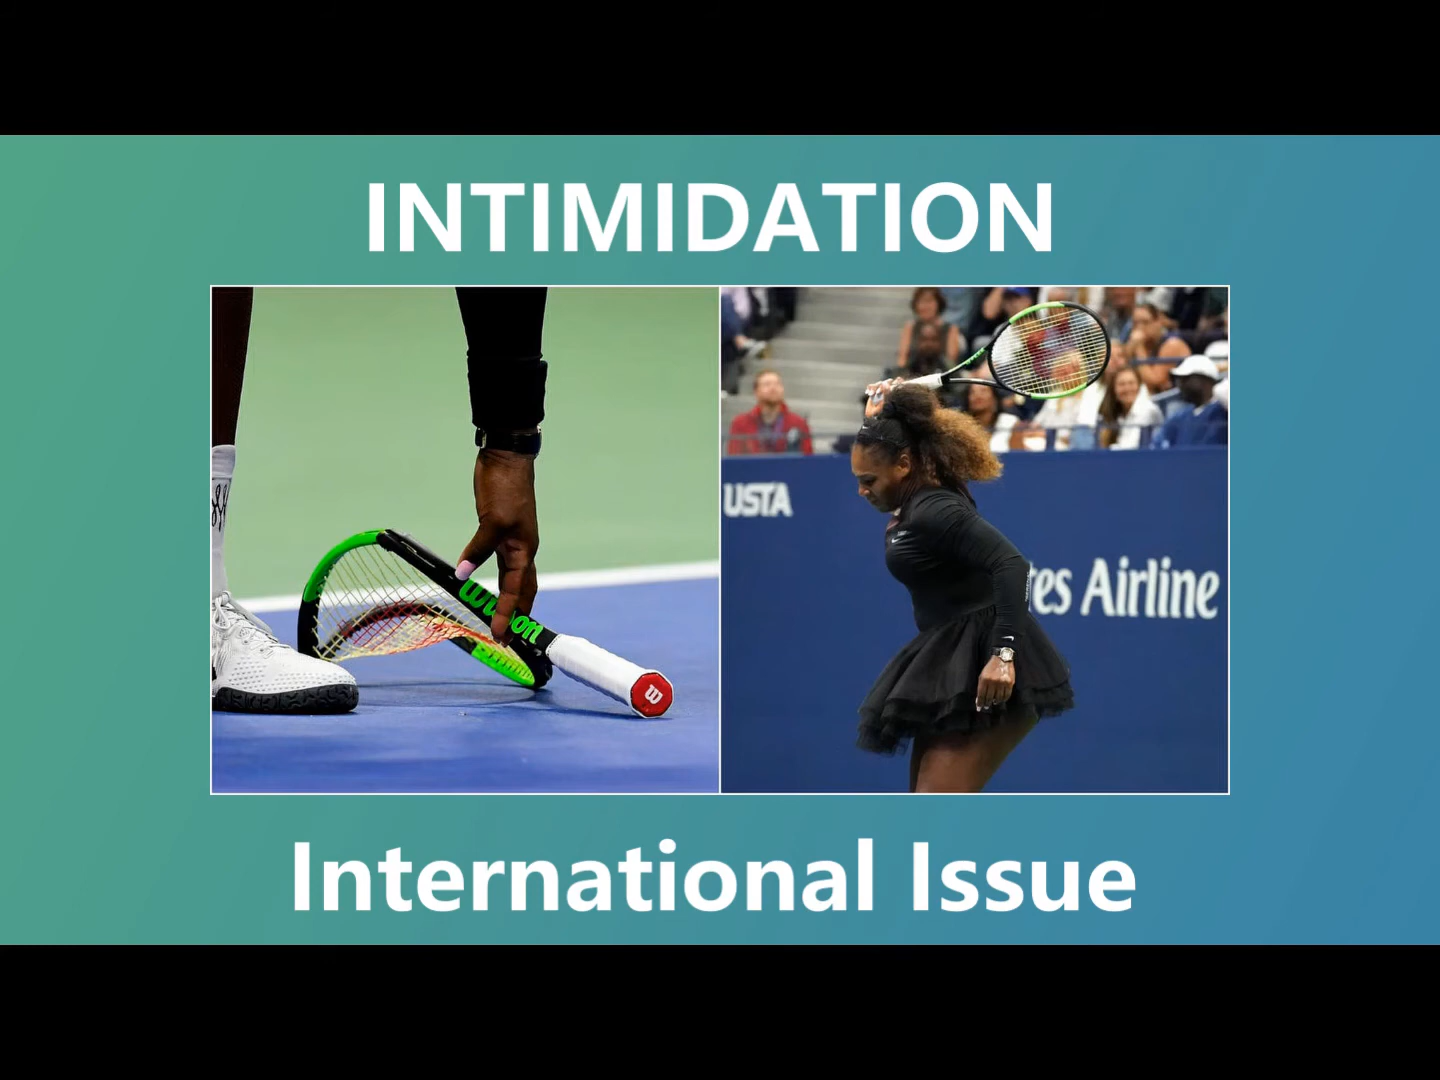 INTIMIDATION
wilson
USTA
es Airline
International Issue